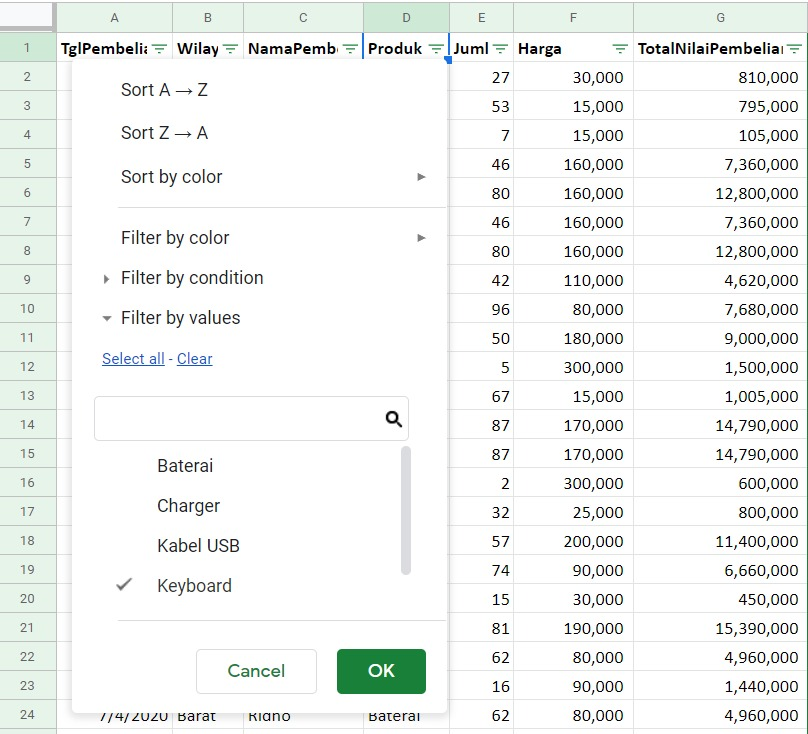 A B C D E F G
1 TglPembelia Wilay NamaPemb Produk Juml Harga TotalNilaiPembelia
2 27 30,000 810,000
Sort A → Z
3 53 15,000 795,000
Sort Z → A
4 7 15,000 105,000
5 46 160,000 7,360,000
Sort by color
6 80 160,000 12,800,000
7 46 160,000 7,360,000
Filter by color
8 80 160,000 12,800,000
Filter by condition
9 42 110,000 4,620,000
10 96 80,000 7,680,000
Filter by values
11 50 180,000 9,000,000
Select all - Clear
12 5 300,000 1,500,000
13 67 15,000 1,005,000
14 87 170,000 14,790,000
15 87 170,000 14,790,000
Baterai
16 2 300,000 600,000
Charger
17 32 25,000 800,000
18 57 200,000 11,400,000
Kabel USB
19 74 90,000 6,660,000
Keyboard
20 15 30,000 450,000
21 81 190,000 15,390,000
22 62 80,000 4,960,000
Cancel OK
23 16 90,000 1,440,000
24 7/4/2020 Barat Ridho Baterai 62 80,000 4,960,000